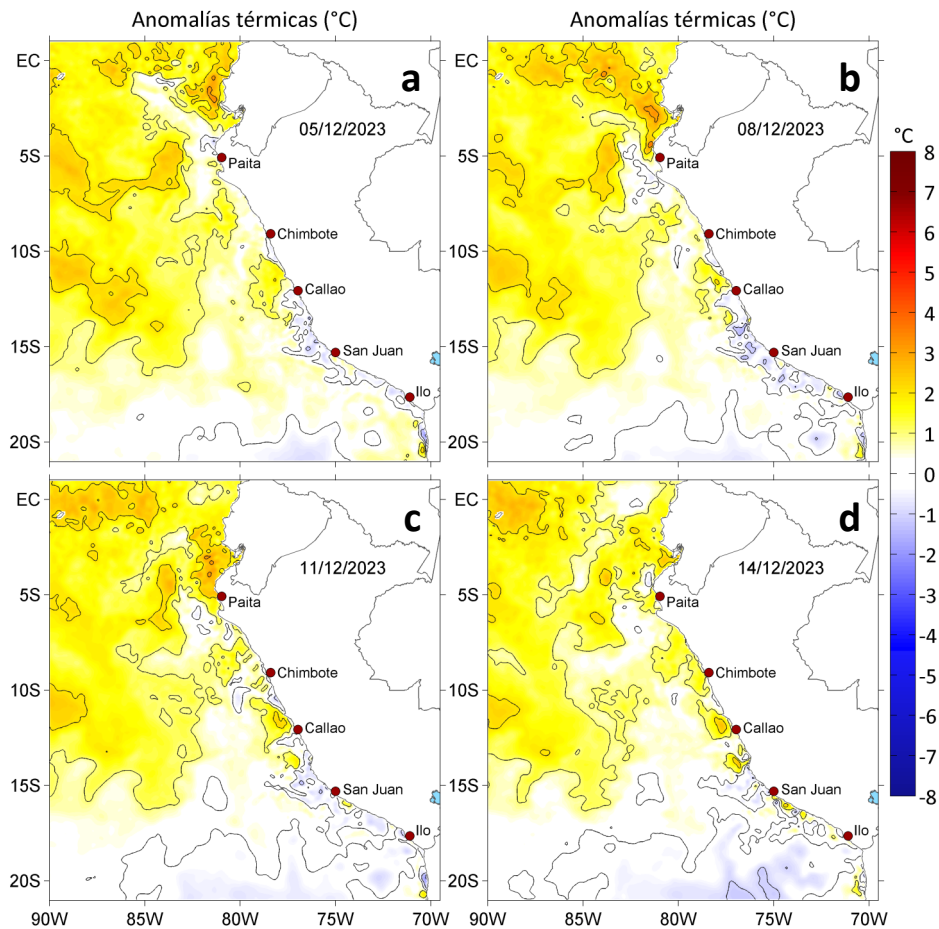 Anomalías térmicas (°C)
Anomalías térmicas (°C)
EC
5S
10S
15S
20S
a
05/12/2023
Paita
Chimbote
Callao
San Juan
Ilo
EC
5S
10S
15S
20S
b
08/12/2023
Paita
Chimbote
Callao
San Juan
Ilo
°C
8
7
6
5
4
3
2
1
0
-1
-2
-3
-4
-5
-6
-7
-8
EC
5S
10S
15S
20S
c
11/12/2023
Paita
Chimbote
Callao
San Juan
Ilo
90W
85W
80W
75W
70W
EC
5S
10S
15S
20S
d
14/12/2023
Paita
Chimbote
Callao
San Juan
Ilo
90W
85W
80W
75W
70W